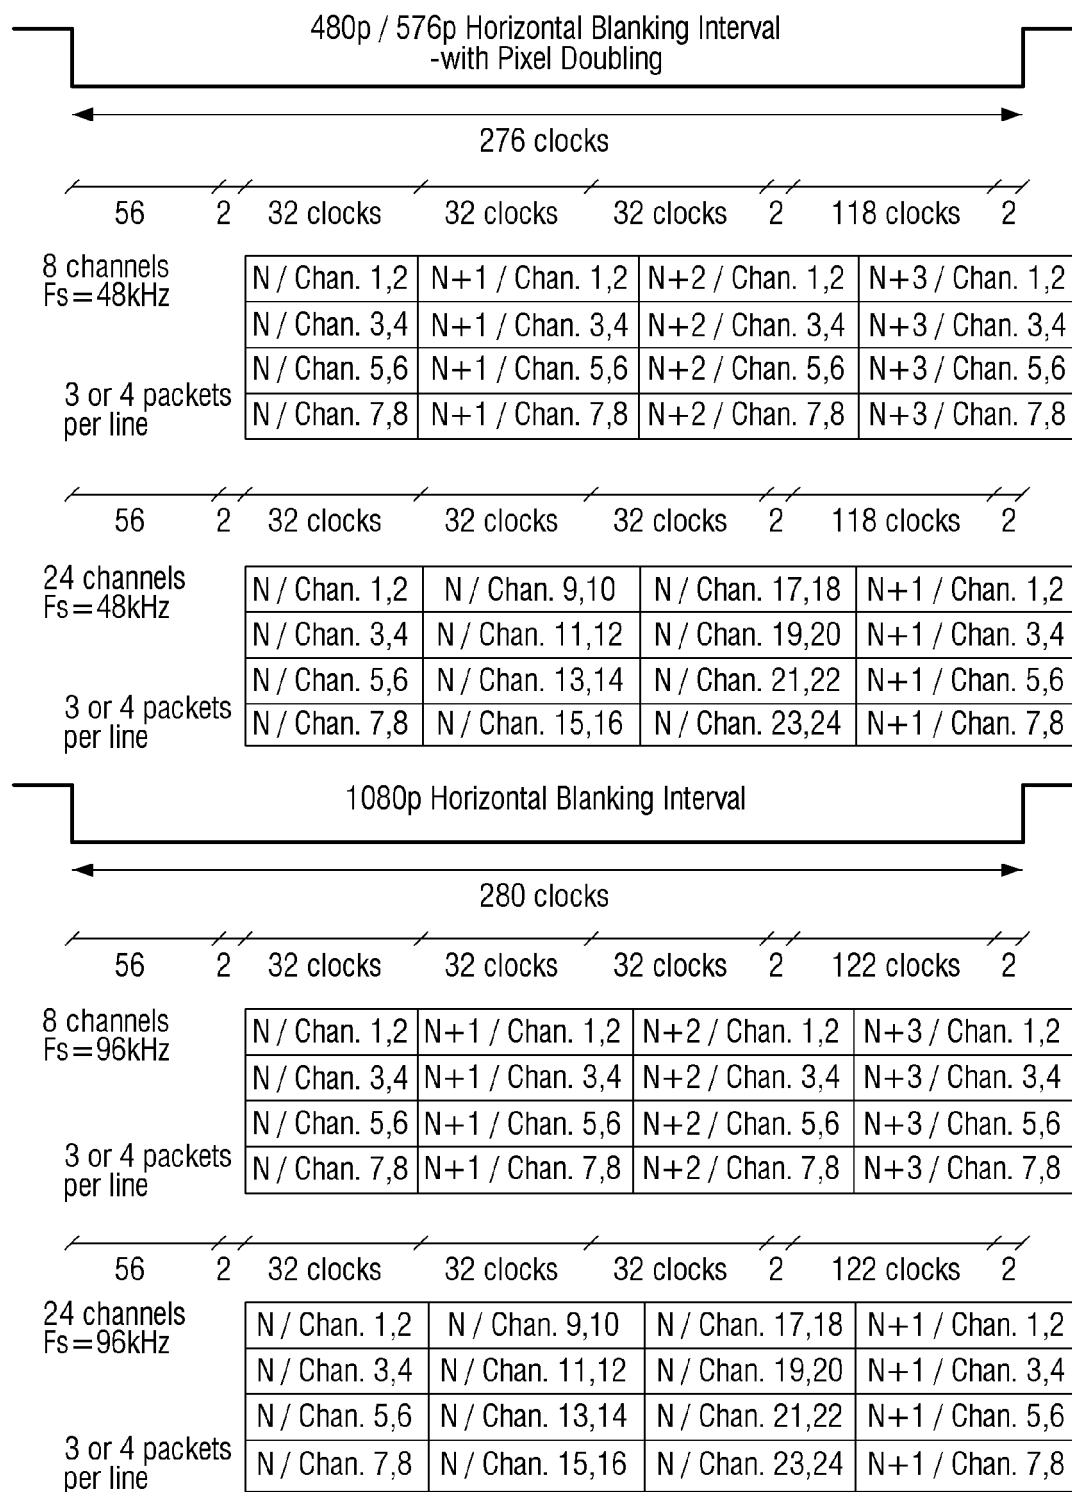 480p / 576p Horizontal Blanking Interval
-with Pixel Doubling
276 clocks
56 2 32 clocks 32 clocks 32 clocks 2 118 clocks 2
8 channels
Fs=48kHz
3 or 4 packets
per line
N / Chan. 1,2 N+1 / Chan. 1,2 N+2 / Chan. 1,2 N+3 / Chan. 1,2
N / Chan. 3,4 N+1 / Chan. 3,4 N+2 / Chan. 3,4 N+3 / Chan. 3,4
N / Chan. 5,6 N+1 / Chan. 5,6 N+2 / Chan. 5,6 N+3 / Chan. 5,6
N / Chan. 7,8 N+1 / Chan. 7,8 N+2 / Chan. 7,8 N+3 / Chan. 7,8
56 2 32 clocks 32 clocks 32 clocks 2 118 clocks 2
24 channels
Fs=48kHz
3 or 4 packets
per line
N / Chan. 1,2 N / Chan. 9,10 N / Chan. 17,18 N+1 / Chan. 1,2
N / Chan. 3,4 N / Chan. 11,12 N / Chan. 19,20 N+1 / Chan. 3,4
N / Chan. 5,6 N / Chan. 13,14 N / Chan. 21,22 N+1 / Chan. 5,6
N / Chan. 7,8 N / Chan. 15,16 N / Chan. 23,24 N+1 / Chan. 7,8
1080p Horizontal Blanking Interval
280 clocks
56 2 32 clocks 32 clocks 32 clocks 2 122 clocks 2
8 channels
Fs=96kHz
3 or 4 packets
per line
N / Chan. 1,2 N+1 / Chan. 1,2 N+2 / Chan. 1,2 N+3 / Chan. 1,2
N / Chan. 3,4 N+1 / Chan. 3,4 N+2 / Chan. 3,4 N+3 / Chan. 3,4
N / Chan. 5,6 N+1 / Chan. 5,6 N+2 / Chan. 5,6 N+3 / Chan. 5,6
N / Chan. 7,8 N+1 / Chan. 7,8 N+2 / Chan. 7,8 N+3 / Chan. 7,8
56 2 32 clocks 32 clocks 32 clocks 2 122 clocks 2
24 channels
Fs=96kHz
3 or 4 packets
per line
N / Chan. 1,2 N / Chan. 9,10 N / Chan. 17,18 N+1 / Chan. 1,2
N / Chan. 3,4 N / Chan. 11,12 N / Chan. 19,20 N+1 / Chan. 3,4
N / Chan. 5,6 N / Chan. 13,14 N / Chan. 21,22 N+1 / Chan. 5,6
N / Chan. 7,8 N / Chan. 15,16 N / Chan. 23,24 N+1 / Chan. 7,8